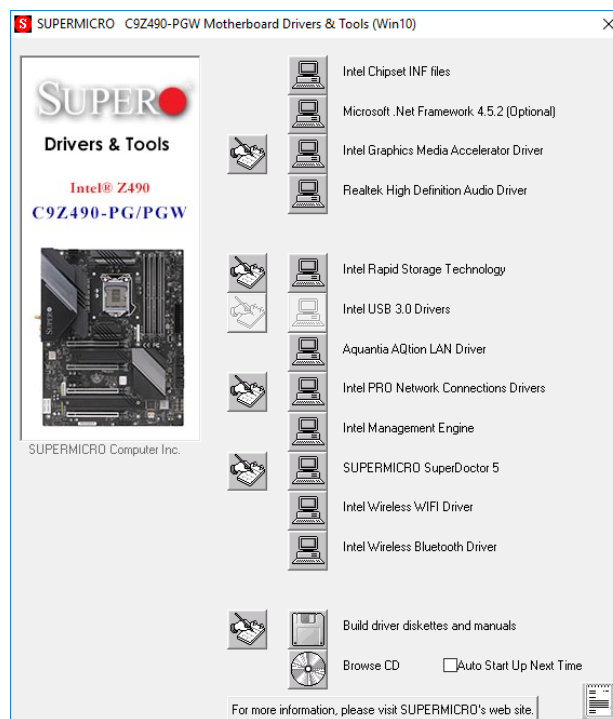 S SUPERMICRO C9Z490-PGW Motherboard Drivers & Tools (Win10)
SUPERO
Drivers & Tools
Intel® Z490
C9Z490-PG/PGW
SUPERMICRO Computer Inc.
Intel Chipset INF files
Microsoft .Net Framework 4.5.2 (Optional)
Intel Graphics Media Accelerator Driver
Realtek High Definition Audio Driver
Intel Rapid Storage Technology
Intel USB 3.0 Drivers
Aquantia AQtion LAN Driver
Intel PRO Network Connections Drivers
Intel Management Engine
SUPERMICRO SuperDoctor 5
Intel Wireless WIFI Driver
Intel Wireless Bluetooth Driver
Build driver diskettes and manuals
Browse CD
Auto Start Up Next Time
For more information, please visit SUPERMICRO's web site.